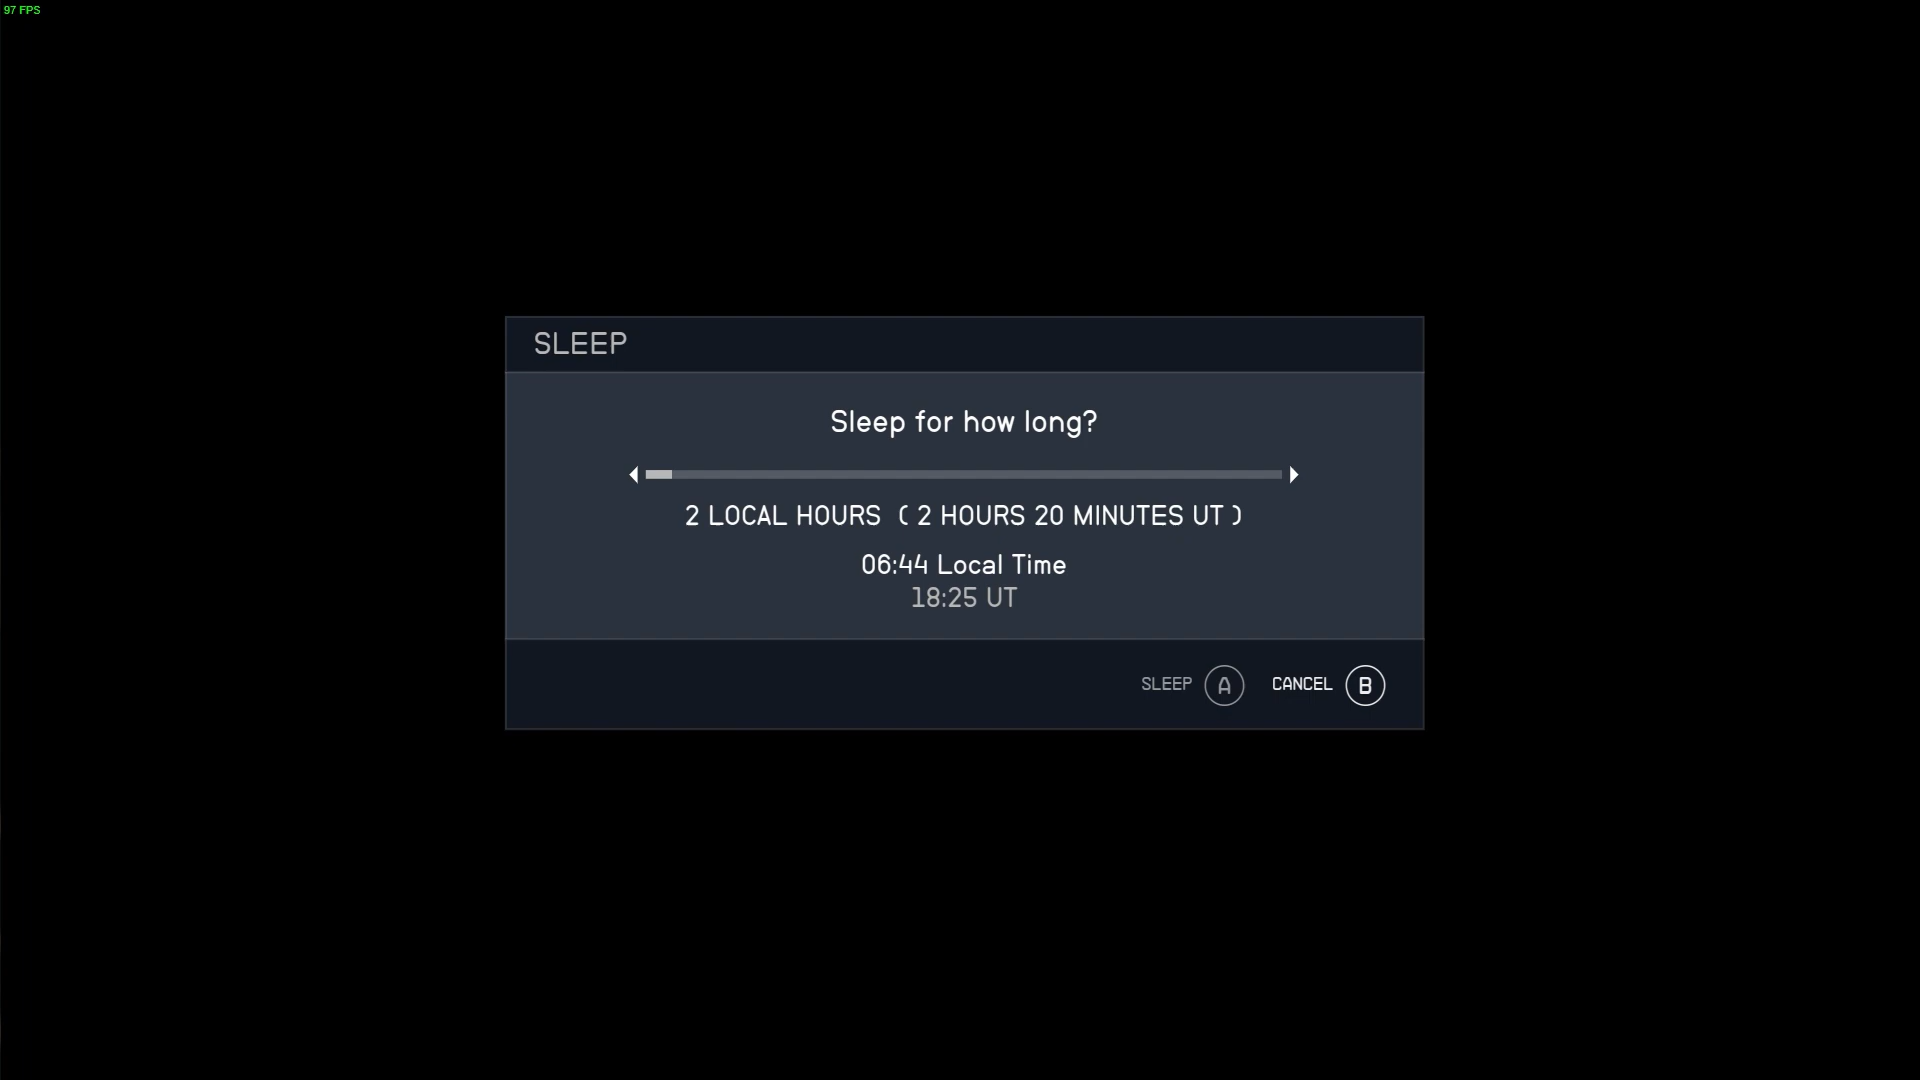 97 FPS
SLEEP
Sleep for how long?
2 LOCAL HOURS ( 2 HOURS 20 MINUTES UT )
06:44 Local Time
18:25 UT
SLEEP A CANCEL B